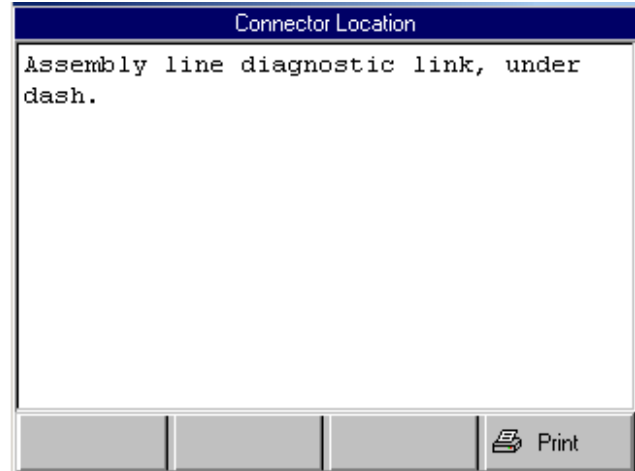 Connector Location
Assembly line diagnostic link, under
dash.
Print